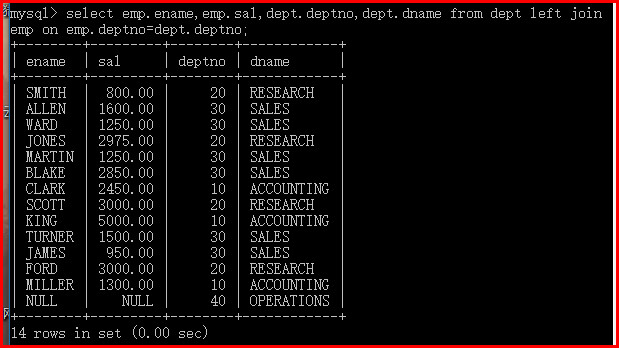 mysql> select emp.ename,emp.sal,dept.deptno,dept.dname from dept left join
emp on emp.deptno=dept.deptno;
+--------+---------+--------+------------+
| ename | sal | deptno | dname |
+--------+---------+--------+------------+
| SMITH | 800.00 | 20 | RESEARCH |
| ALLEN | 1600.00 | 30 | SALES |
| WARD | 1250.00 | 30 | SALES |
| JONES | 2975.00 | 20 | RESEARCH |
| MARTIN | 1250.00 | 30 | SALES |
| BLAKE | 2850.00 | 30 | SALES |
| CLARK | 2450.00 | 10 | ACCOUNTING |
| SCOTT | 3000.00 | 20 | RESEARCH |
| KING | 5000.00 | 10 | ACCOUNTING |
| TURNER | 1500.00 | 30 | SALES |
| JAMES | 950.00 | 30 | SALES |
| FORD | 3000.00 | 20 | RESEARCH |
| MILLER | 1300.00 | 10 | ACCOUNTING |
| NULL | NULL | 40 | OPERATIONS |
+--------+---------+--------+------------+
14 rows in set (0.00 sec)